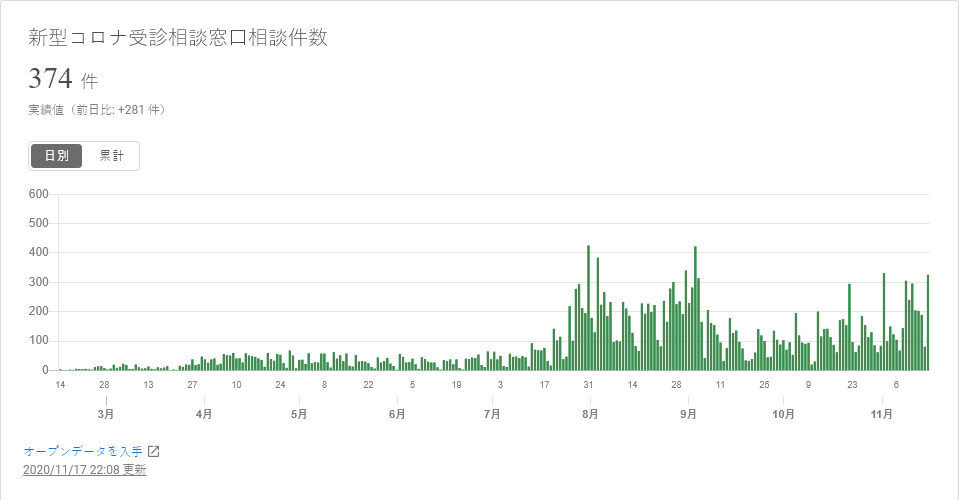 新型コロナ受診相談窓口相談件数
374 件
実績値（前日比: +281 件）
日別 累計
600
500
400
300
200
100
0
14 28 13 27 10 24 8 22 5 19 3 17 31 14 28 11 25 9 23 6
3月 4月 5月 6月 7月 8月 9月 10月 11月
オープンデータを入手
2020/11/17 22:08 更新